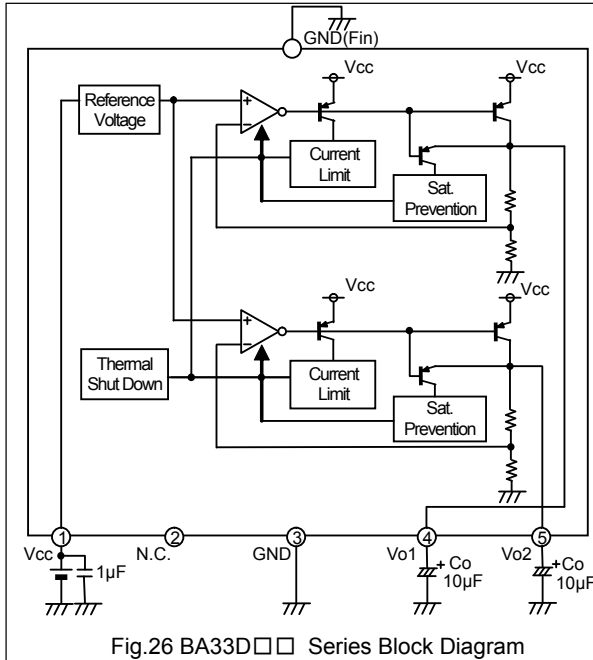 GND(Fin)
Vcc
Vcc
Reference
Voltage
+
−
Current
Limit
Sat.
Prevention
Vcc
Vcc
+
−
Thermal
Shut Down
Current
Limit
Sat.
Prevention
1
2
3
4
5
Vcc
N.C.
GND
Vo1
Vo2
1μF
+ Co
10μF
+ Co
10μF
Fig.26 BA33D□□ Series Block Diagram